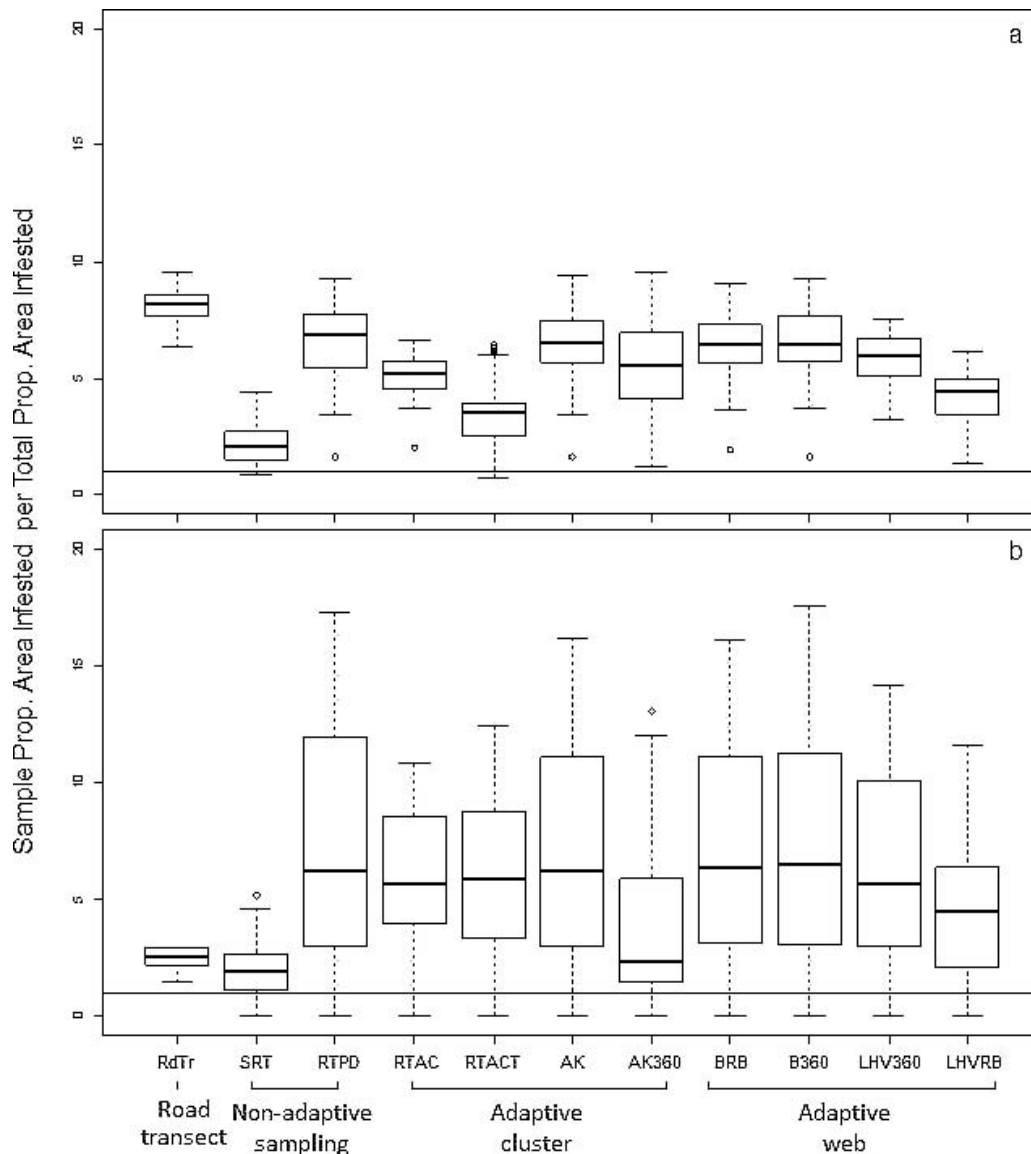 Sample Prop. Area Infested per Total Prop. Area Infested
a
20
15
10
5
0
b
20
15
10
5
0
RdTr SRT RTPD RTAC RTACT AK AK360 BRB B360 LHV360 LHVRB
Road transect
Non-adaptive sampling
Adaptive cluster
Adaptive web